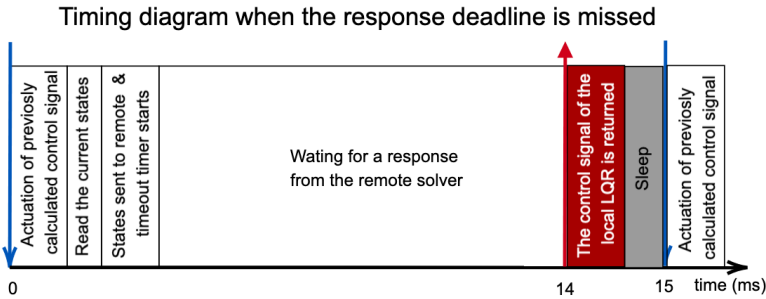 Timing diagram when the response deadline is missed
Actuation of previosly
calculated control signal
Read the current states
States sent to remote &
timeout timer starts
Wating for a response
from the remote solver
The control signal of the
local LQR is returned
Sleep
Actuation of previosly
calculated control signal
0
14
15
time (ms)